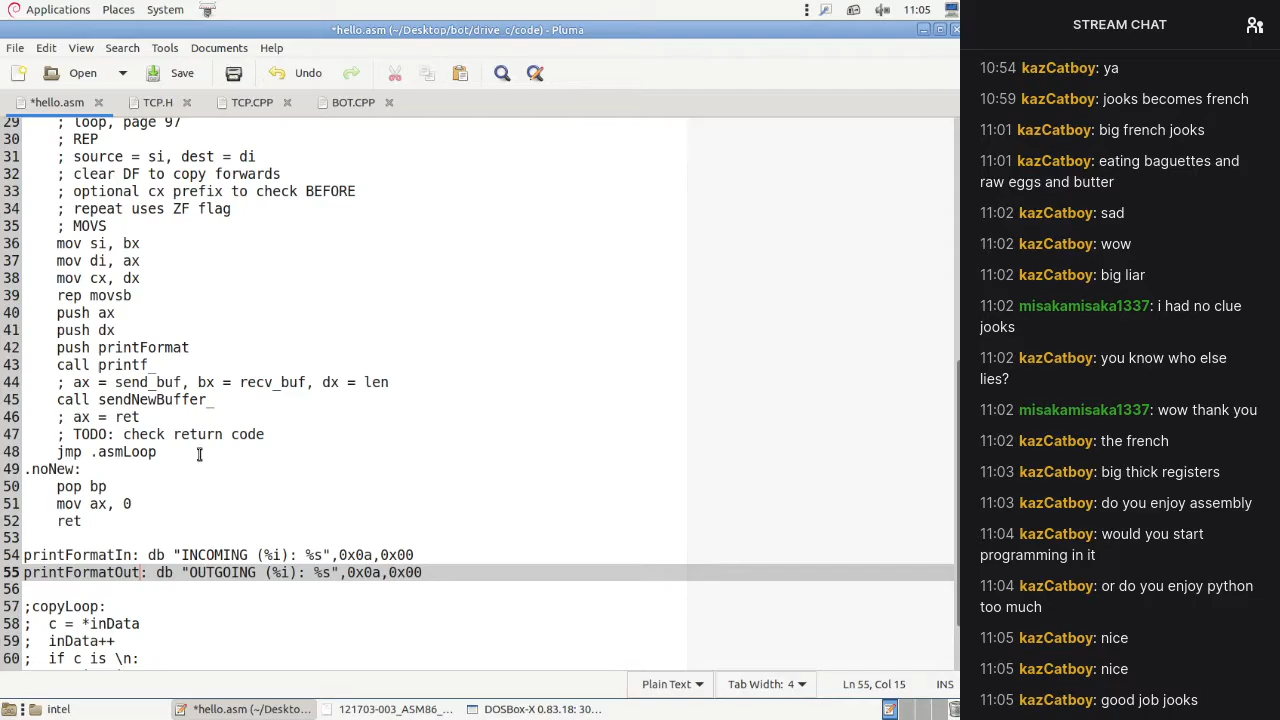 Applications Places System 11:05
*hello.asm (~/Desktop/bot/drive_c/code) - Pluma
File Edit View Search Tools Documents Help
Open Save Undo
*hello.asm TCP.H TCP.CPP BOT.CPP
29 ; loop, page 97
30 ; REP
31 ; source = si, dest = di
32 ; clear DF to copy forwards
33 ; optional cx prefix to check BEFORE
34 ; repeat uses ZF flag
35 ; MOVS
36 mov si, bx
37 mov di, ax
38 mov cx, dx
39 rep movsb
40 push ax
41 push dx
42 push printFormat
43 call printf_
44 ; ax = send_buf, bx = recv_buf, dx = len
45 call sendNewBuffer_
46 ; ax = ret
47 ; TODO: check return code
48 jmp .asmLoop
49 .noNew:
50 pop bp
51 mov ax, 0
52 ret
53
54 printFormatIn: db "INCOMING (%i): %s",0x0a,0x00
55 printFormatOut: db "OUTGOING (%i): %s",0x0a,0x00
56
57 ;copyLoop:
58 ; c = *inData
59 ; inData++
60 ; if c is \n:
Plain Text Tab Width: 4 Ln 55, Col 15 INS
intel *hello.asm (~/Deskto... 121703-003_ASM86_... DOSBox-X 0.83.18: 30...
STREAM CHAT
10:54 kazCatboy: ya
10:59 kazCatboy: jooks becomes french
11:01 kazCatboy: big french jooks
11:01 kazCatboy: eating baguettes and
raw eggs and butter
11:02 kazCatboy: sad
11:02 kazCatboy: wow
11:02 kazCatboy: big liar
11:02 misakamisaka1337: i had no clue
jooks
11:02 kazCatboy: you know who else
lies?
11:02 misakamisaka1337: wow thank you
11:02 kazCatboy: the french
11:03 kazCatboy: big thick registers
11:03 kazCatboy: do you enjoy assembly
11:04 kazCatboy: would you start
programming in it
11:04 kazCatboy: or do you enjoy python
too much
11:05 kazCatboy: nice
11:05 kazCatboy: nice
11:05 kazCatboy: good job jooks